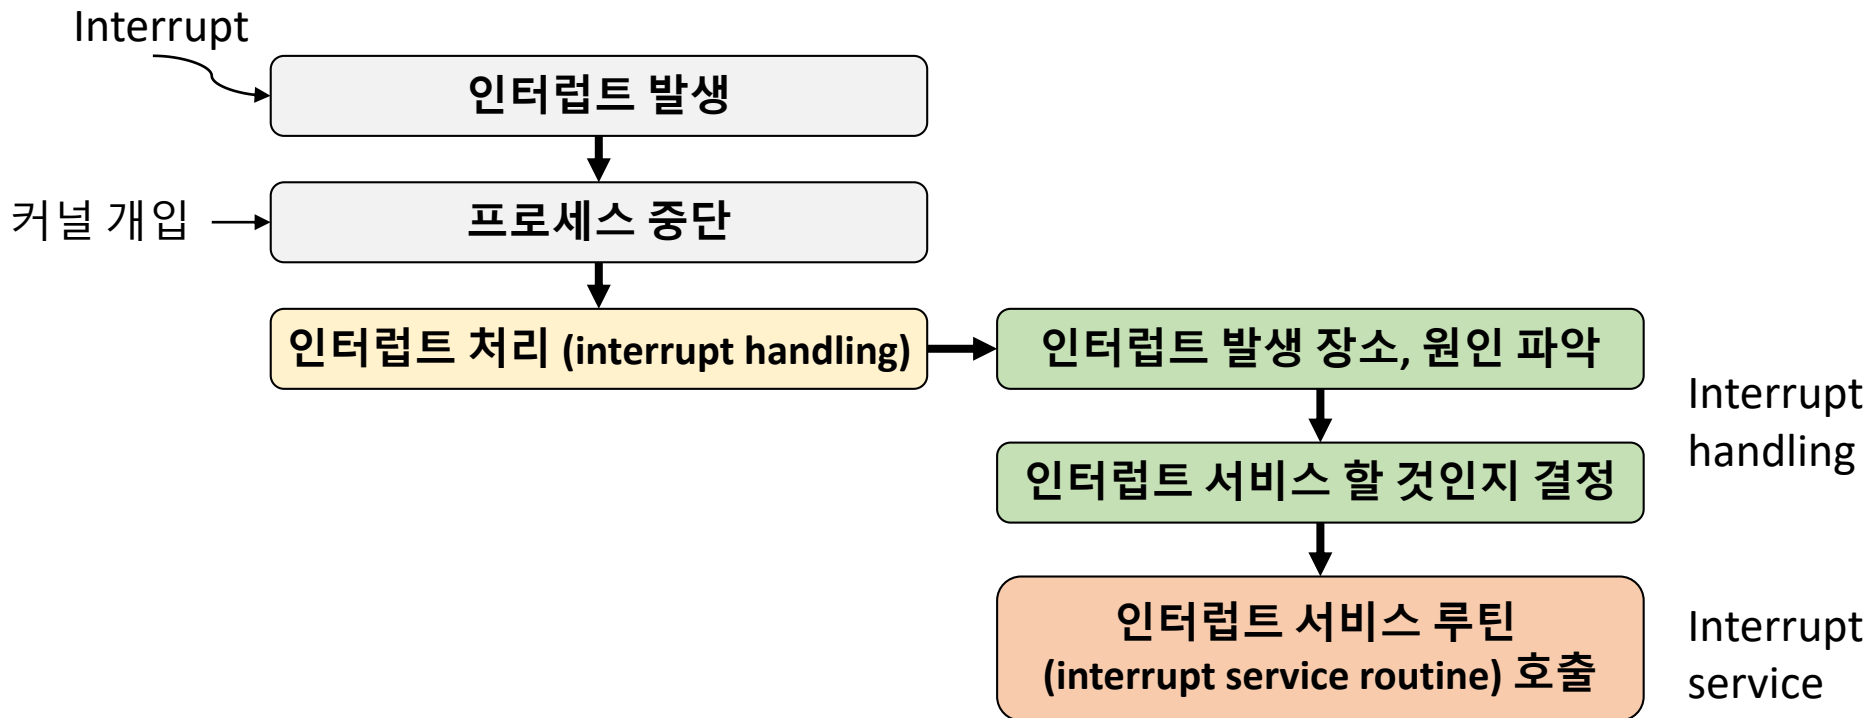 Interrupt
인터럽트 발생
커널 개입
프로세스 중단
인터럽트 처리 (interrupt handling)
인터럽트 발생 장소, 원인 파악
인터럽트 서비스 할 것인지 결정
Interrupt
handling
인터럽트 서비스 루틴
(interrupt service routine) 호출
Interrupt
service